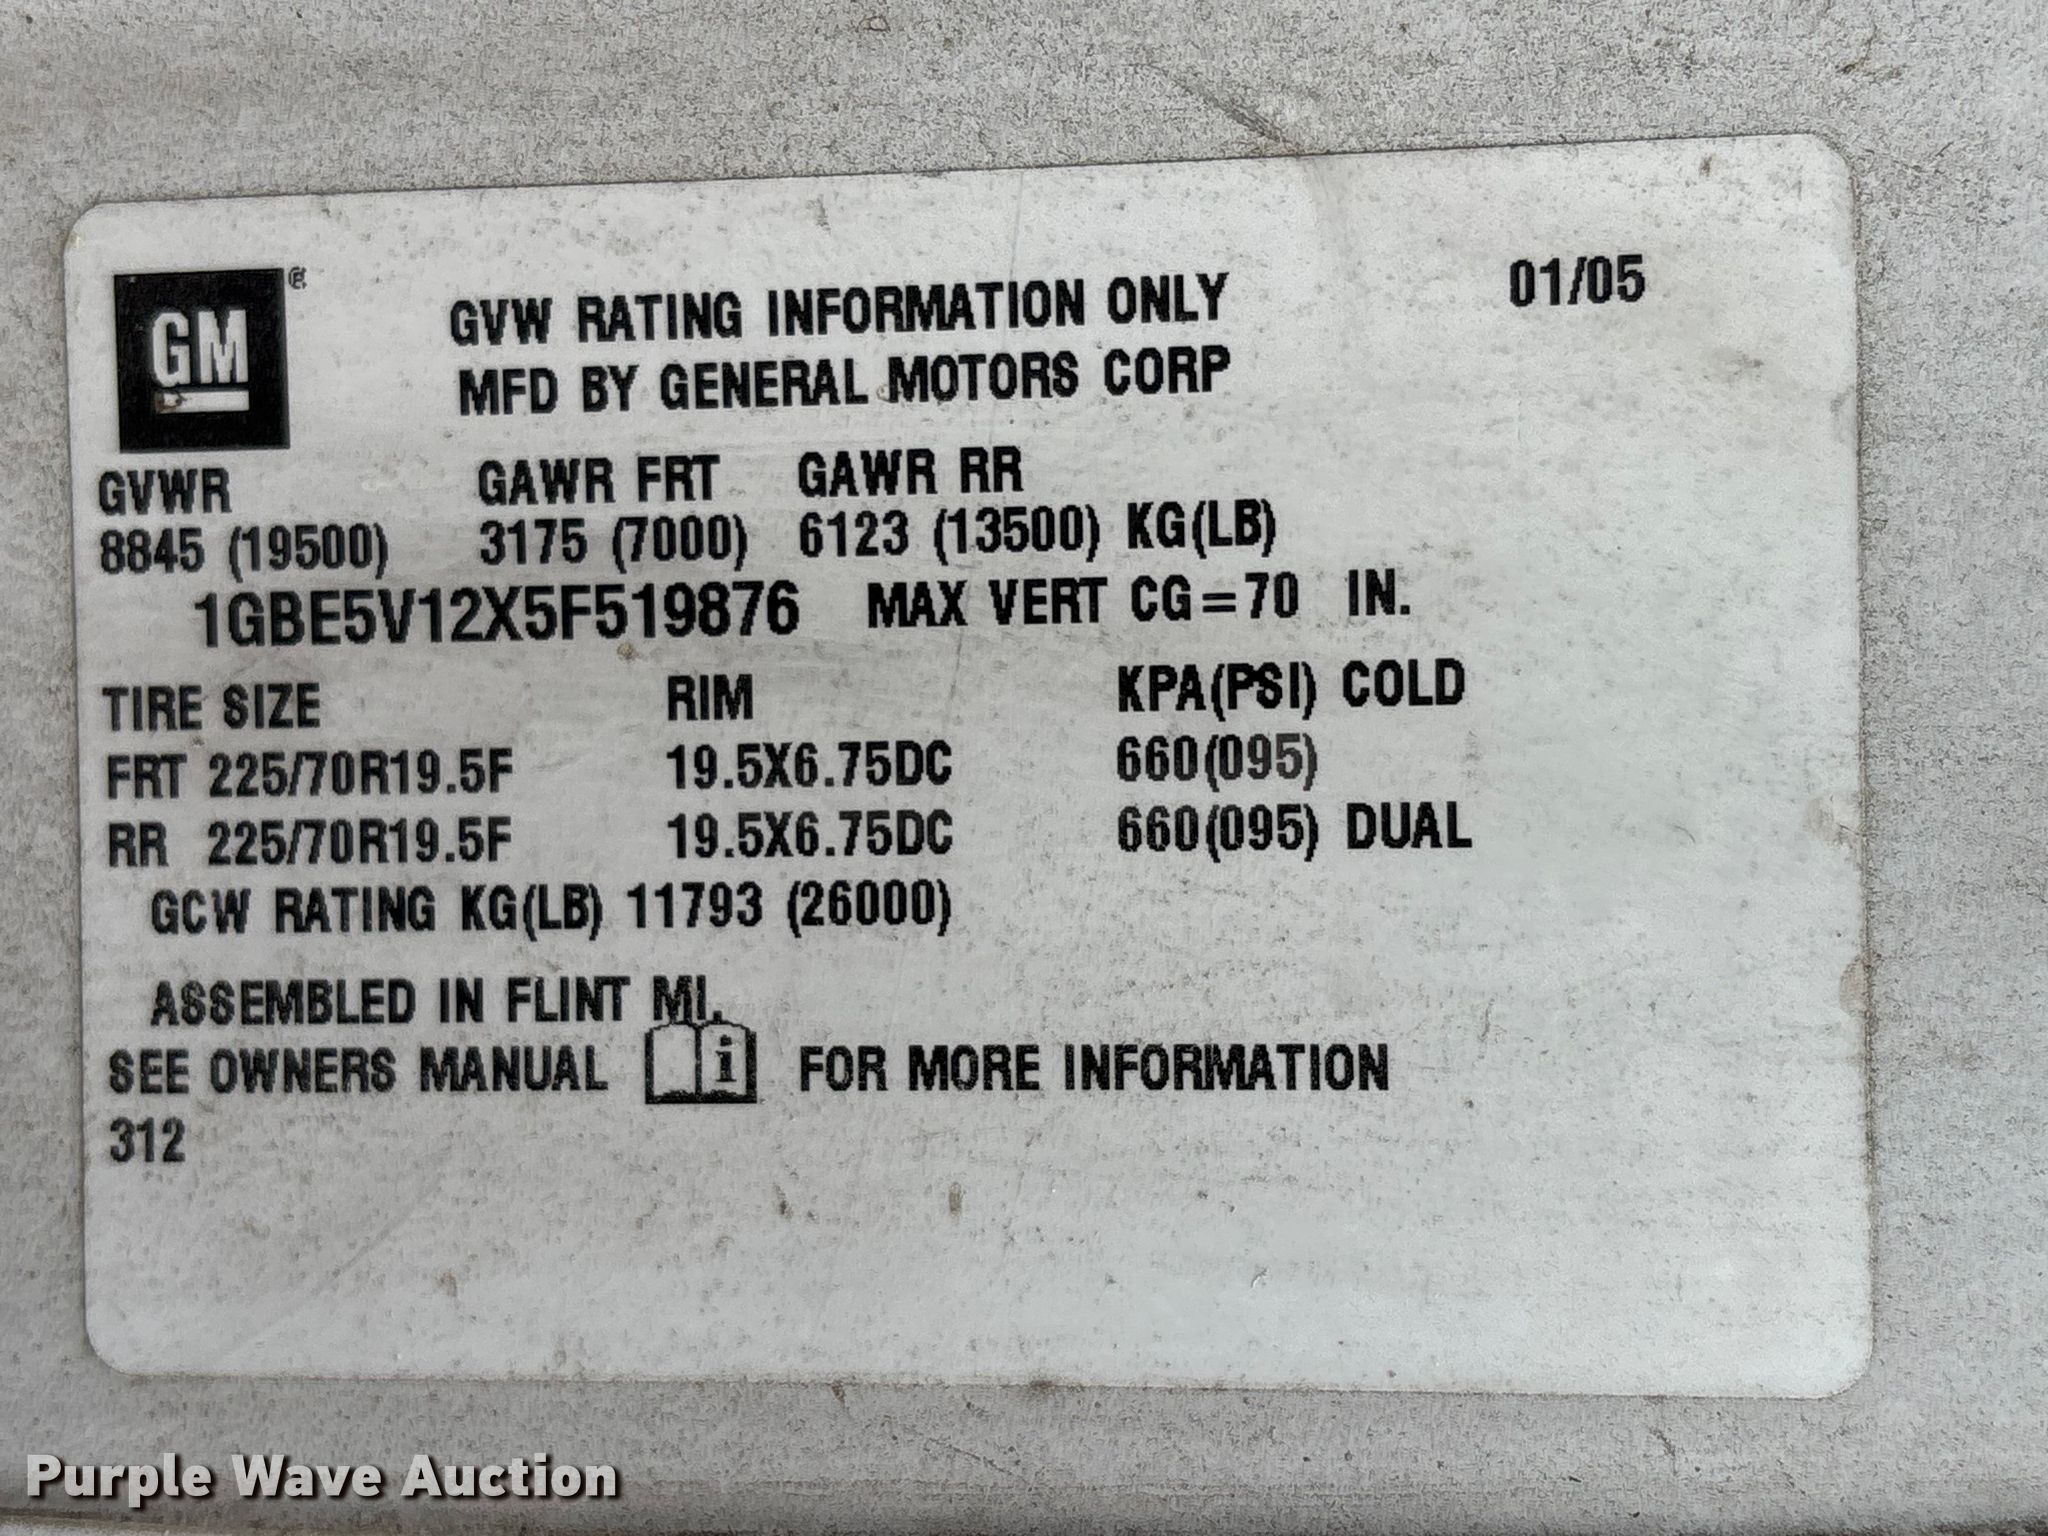 GM ®
GVW RATING INFORMATION ONLY 01/05
MFD BY GENERAL MOTORS CORP
GVWR GAWR FRT GAWR RR
8845 (19500) 3175 (7000) 6123 (13500) KG(LB)
1GBE5V12X5F519876 MAX VERT CG=70 IN.
TIRE SIZE RIM KPA(PSI) COLD
FRT 225/70R19.5F 19.5X6.75DC 660(095)
RR 225/70R19.5F 19.5X6.75DC 660(095) DUAL
GCW RATING KG(LB) 11793 (26000)
ASSEMBLED IN FLINT MI.
SEE OWNERS MANUAL i FOR MORE INFORMATION
312
Purple Wave Auction